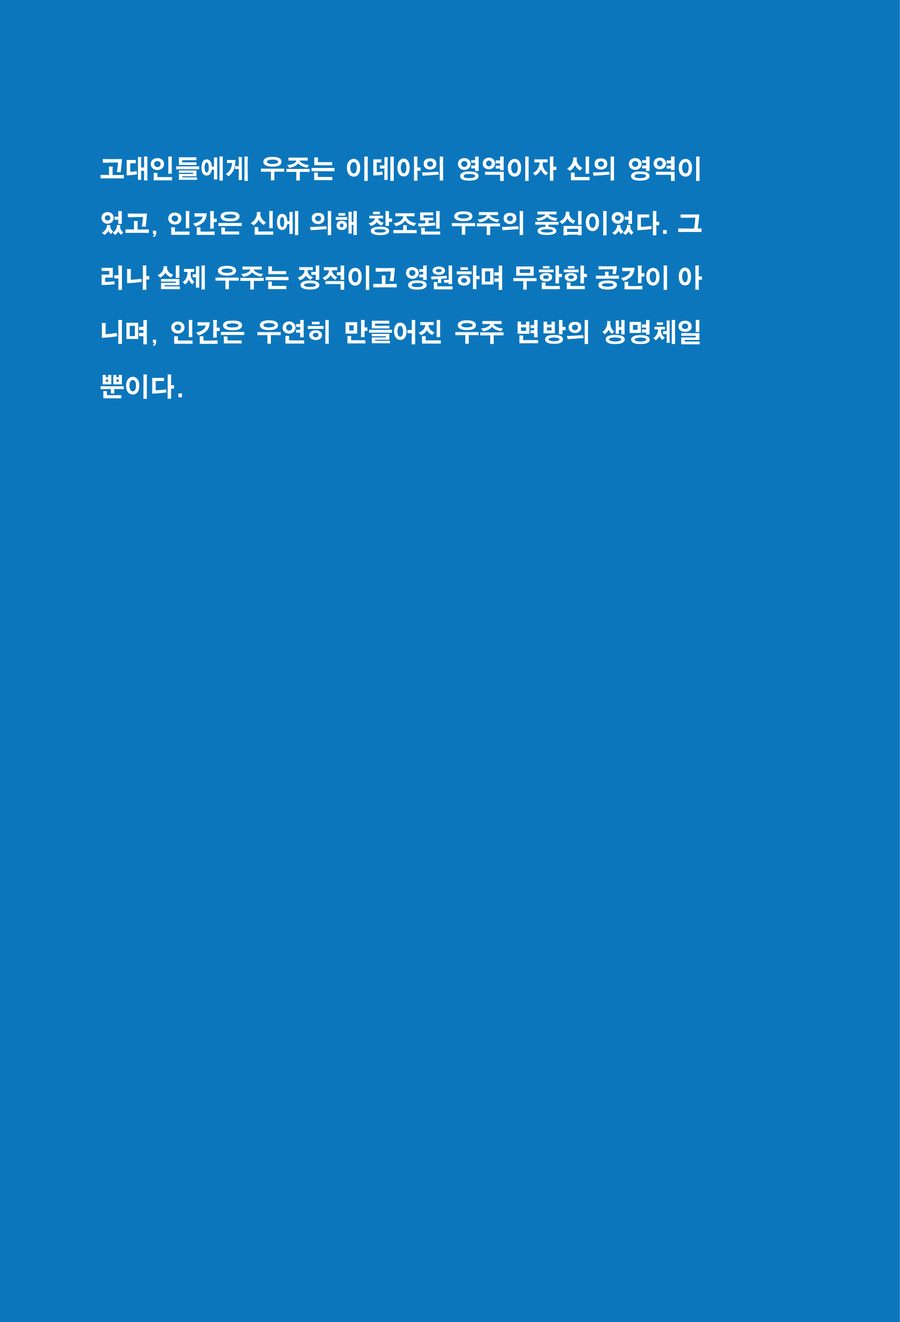 고대인들에게 우주는 이데아의 영역이자 신의 영역이
었고, 인간은 신에 의해 창조된 우주의 중심이었다. 그
러나 실제 우주는 정적이고 영원하며 무한한 공간이 아
니며, 인간은 우연히 만들어진 우주 변방의 생명체일
뿐이다.